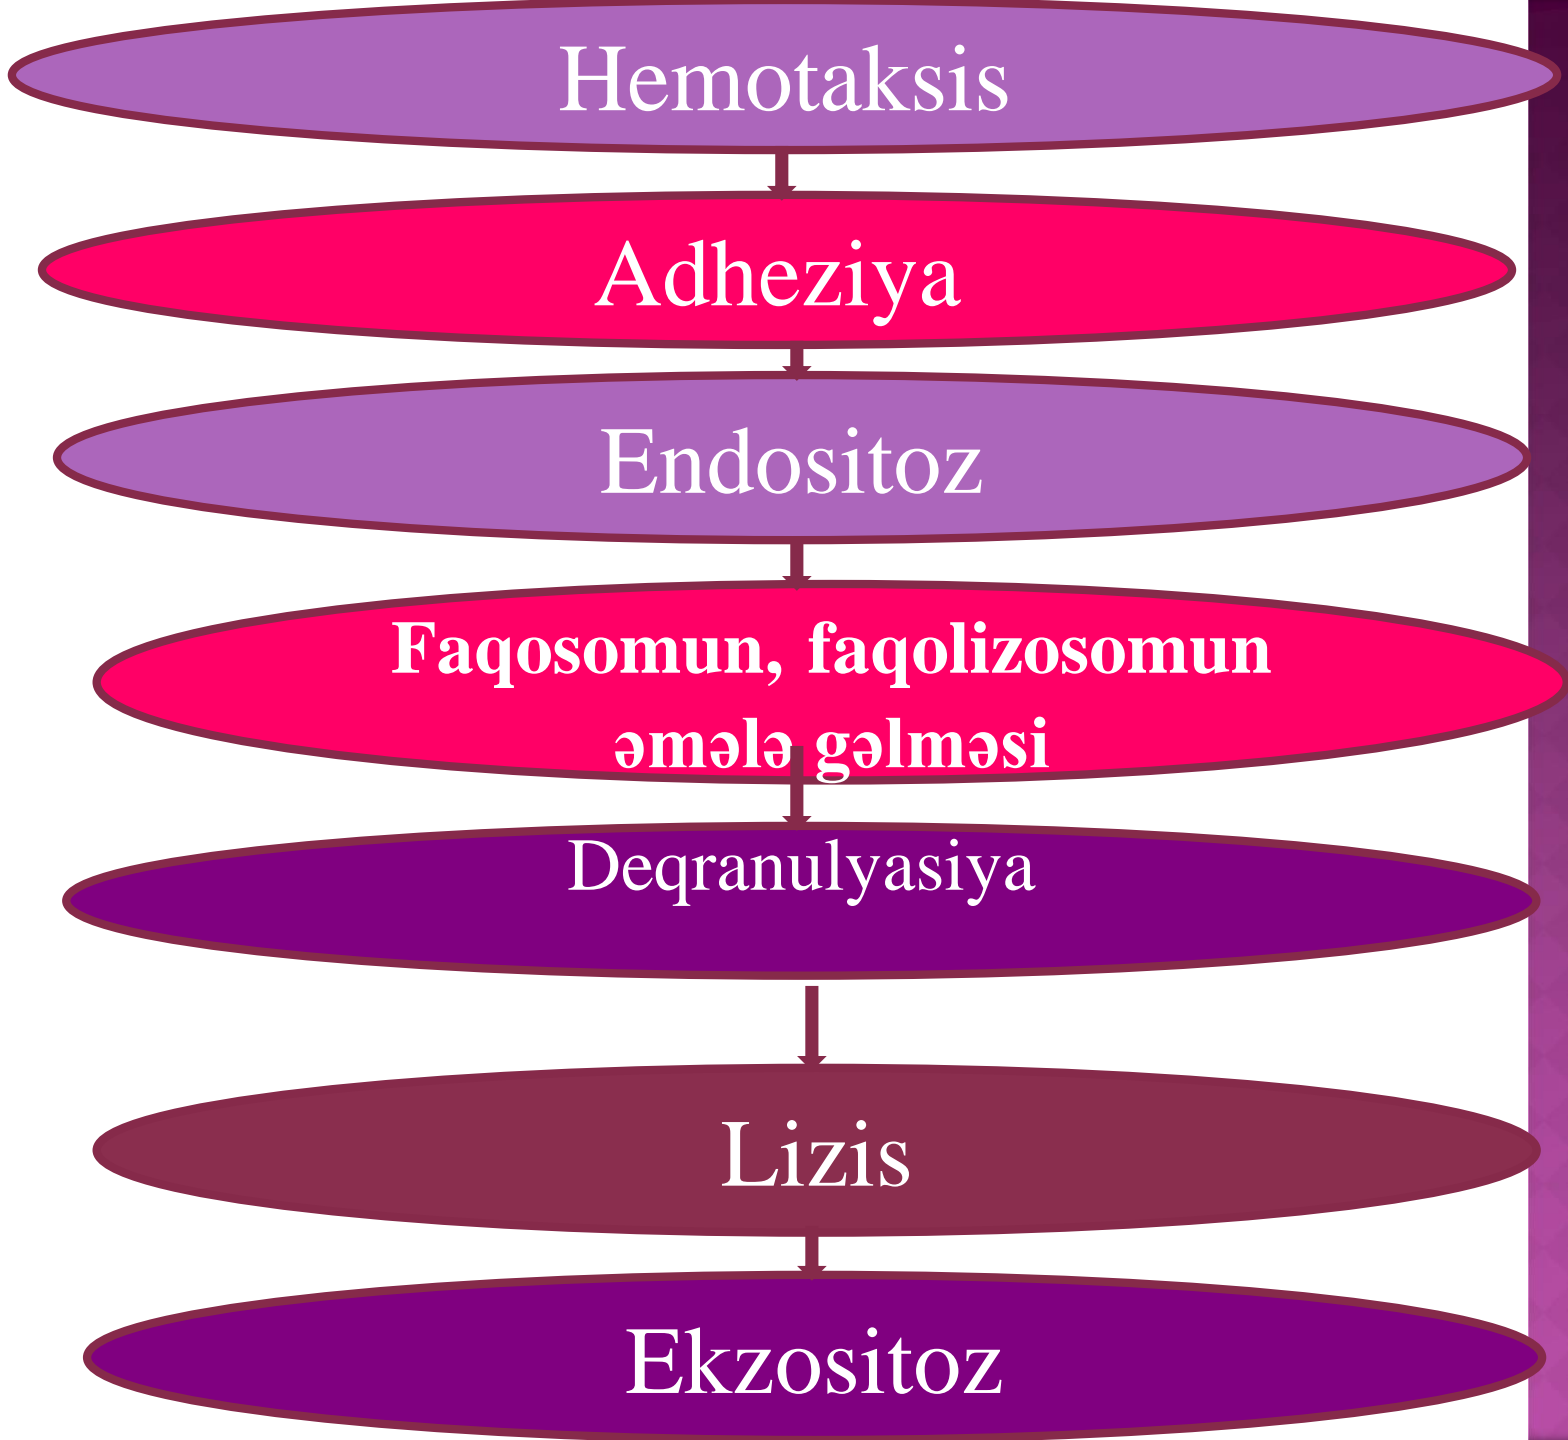 Hemotaksis
Adheziya
Endositoz
Faqosomun, faqolizosomun
əmələ gəlməsi
Deqranulyasiya
Lizis
Ekzositoz